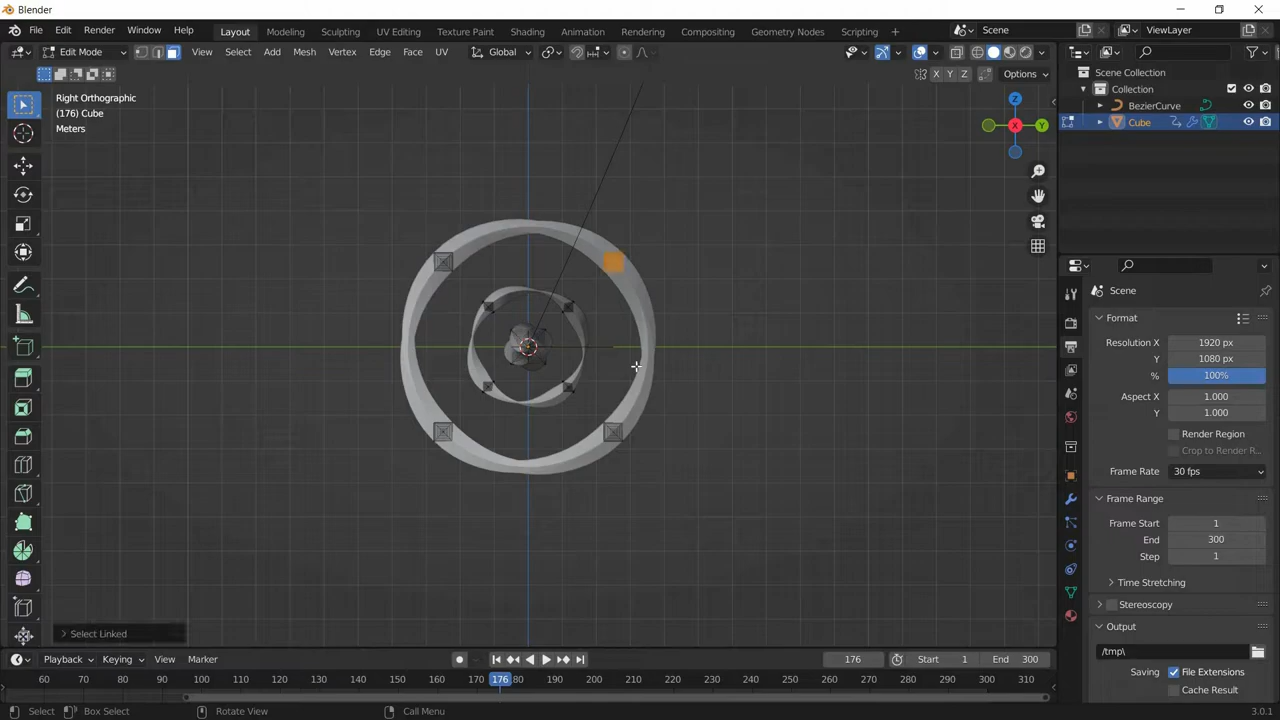 Blender
File Edit Render Window Help Layout Modeling Sculpting UV Editing Texture Paint Shading Animation Rendering Compositing Geometry Nodes Scripting + Scene ViewLayer
Edit Mode View Select Add Mesh Vertex Edge Face UV Global
X Y Z Options
Scene Collection
Collection
BezierCurve
Cube
Right Orthographic
(176) Cube
Meters
Z
X
Y
Scene
Format
Resolution X 1920 px
Y 1080 px
% 100%
Aspect X 1.000
Y 1.000
Render Region
Crop to Render R...
Frame Rate 30 fps
Frame Range
Frame Start 1
End 300
Step 1
Time Stretching
Stereoscopy
Output
/tmp\
Saving File Extensions
Cache Result
Select Linked
Playback Keying View Marker 176 Start 1 End 300
60 70 80 90 100 110 120 130 140 150 160 170 176 180 190 200 210 220 230 240 250 260 270 280 290 300 310
Select Box Select Rotate View Call Menu 3.0.1